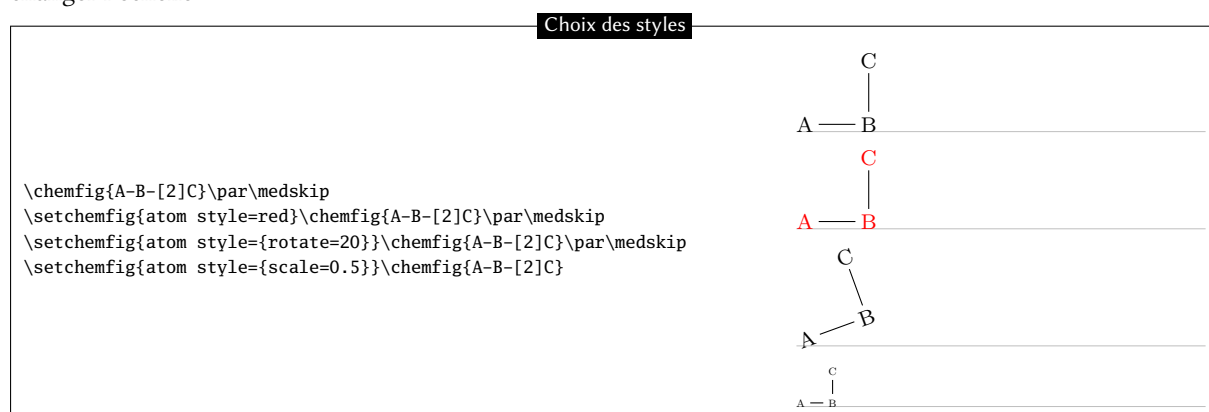 Choix des styles
\chemfig{A-B-[2]C}\par\medskip
\setchemfig{atom style=red}\chemfig{A-B-[2]C}\par\medskip
\setchemfig{atom style={rotate=20}}\chemfig{A-B-[2]C}\par\medskip
\setchemfig{atom style={scale=0.5}}\chemfig{A-B-[2]C}
C
A B
C
A B
C
B
A
C
A B